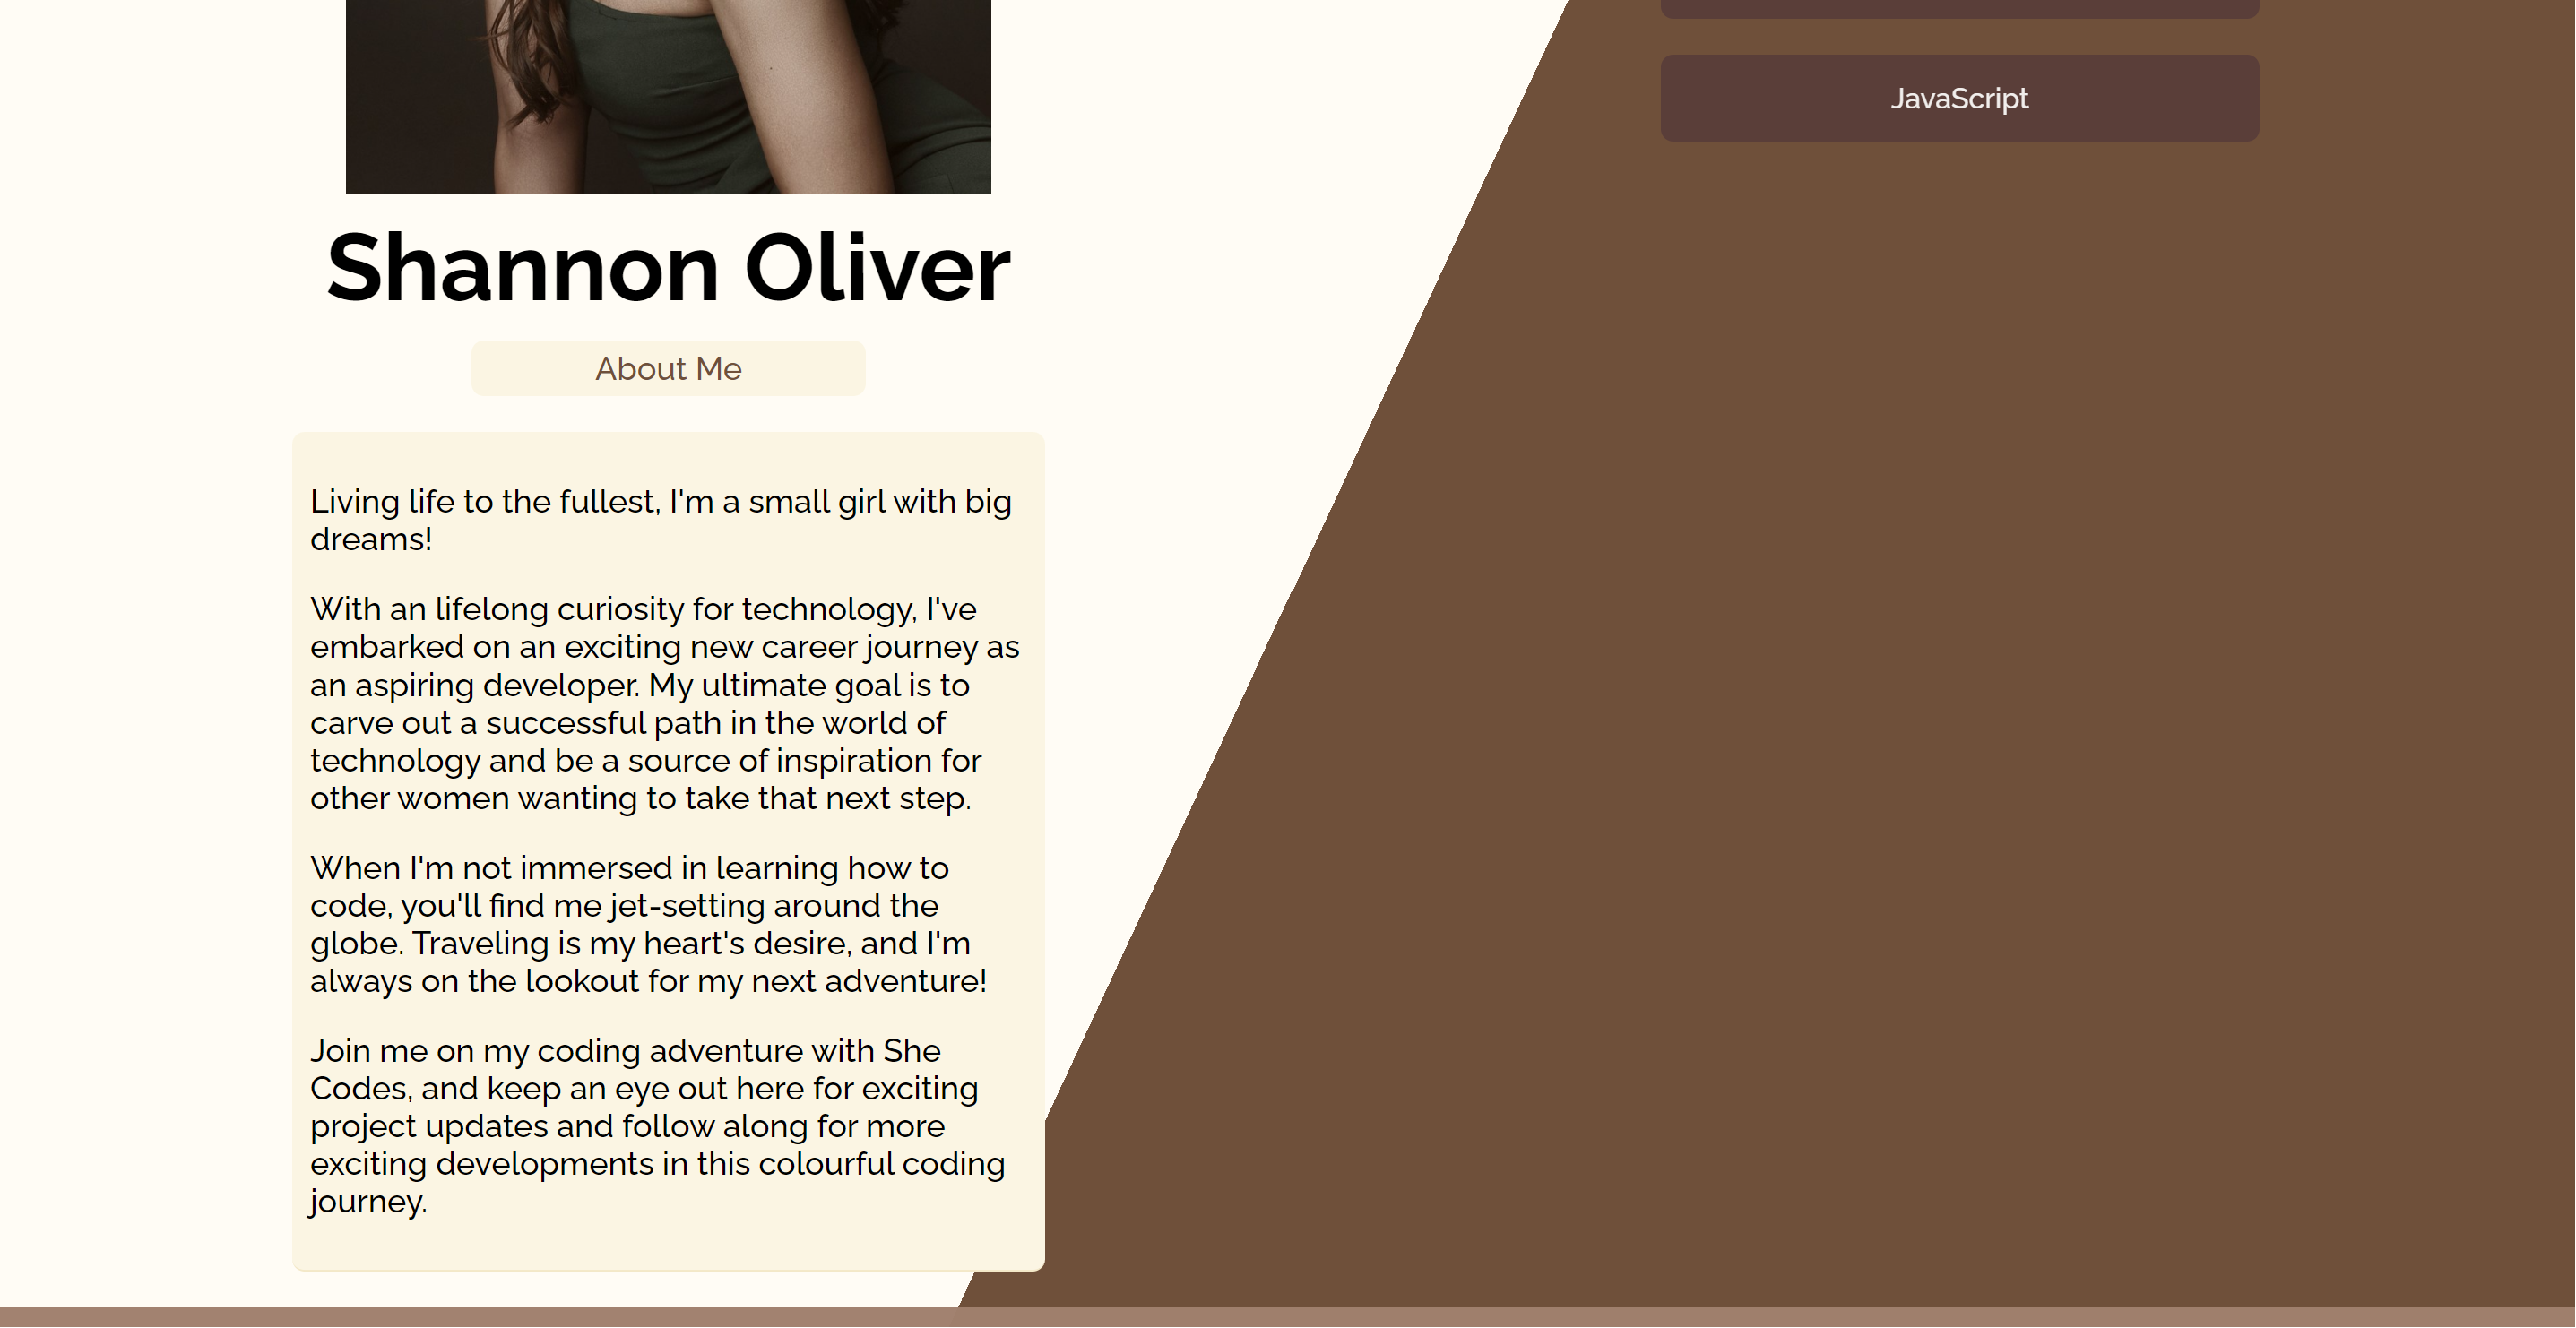 JavaScript
Shannon Oliver
About Me
Living life to the fullest, I'm a small girl with big
dreams!
With an lifelong curiosity for technology, I've
embarked on an exciting new career journey as
an aspiring developer. My ultimate goal is to
carve out a successful path in the world of
technology and be a source of inspiration for
other women wanting to take that next step.
When I'm not immersed in learning how to
code, you'll find me jet-setting around the
globe. Traveling is my heart's desire, and I'm
always on the lookout for my next adventure!
Join me on my coding adventure with She
Codes, and keep an eye out here for exciting
project updates and follow along for more
exciting developments in this colourful coding
journey.